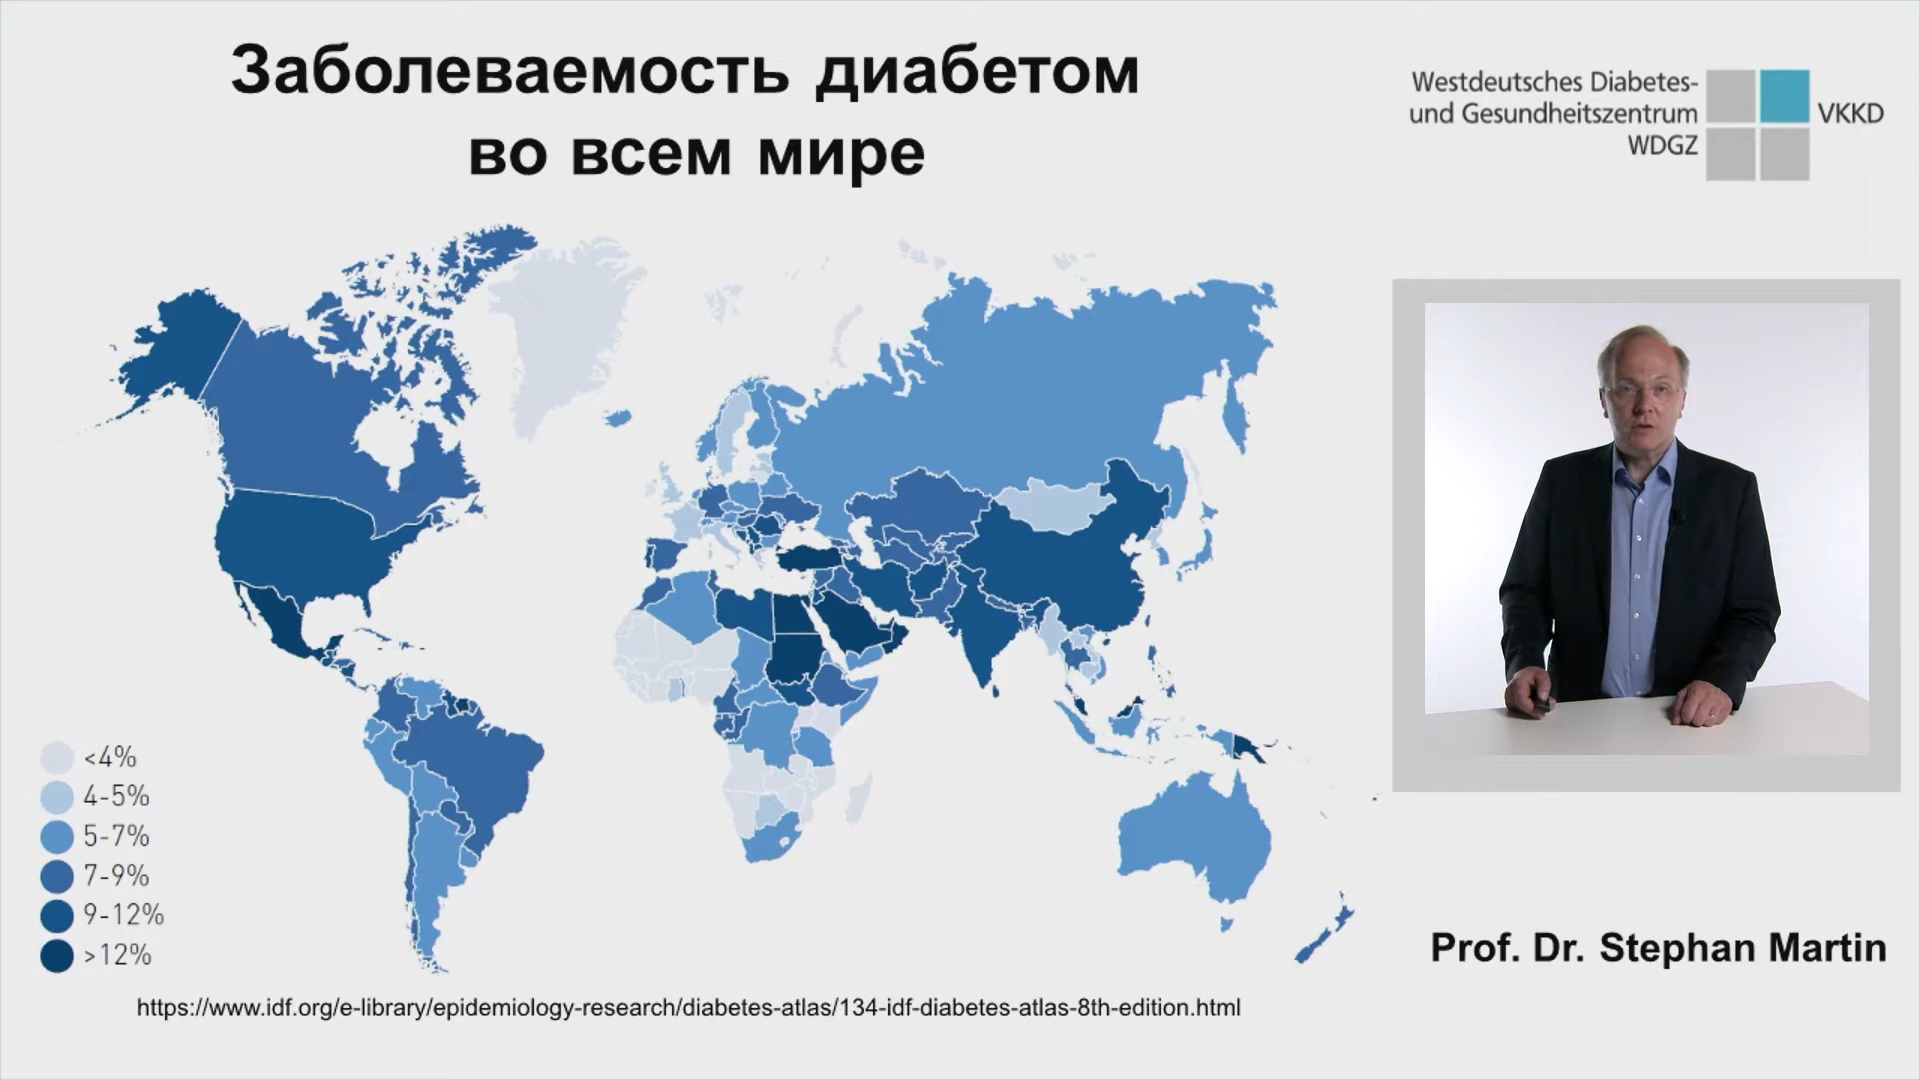 Заболеваемость диабетом
во всем мире
Westdeutsches Diabetes-
und Gesundheitszentrum
WDGZ
VKKD
<4%
4-5%
5-7%
7-9%
9-12%
>12%
Prof. Dr. Stephan Martin
https://www.idf.org/e-library/epidemiology-research/diabetes-atlas/134-idf-diabetes-atlas-8th-edition.html